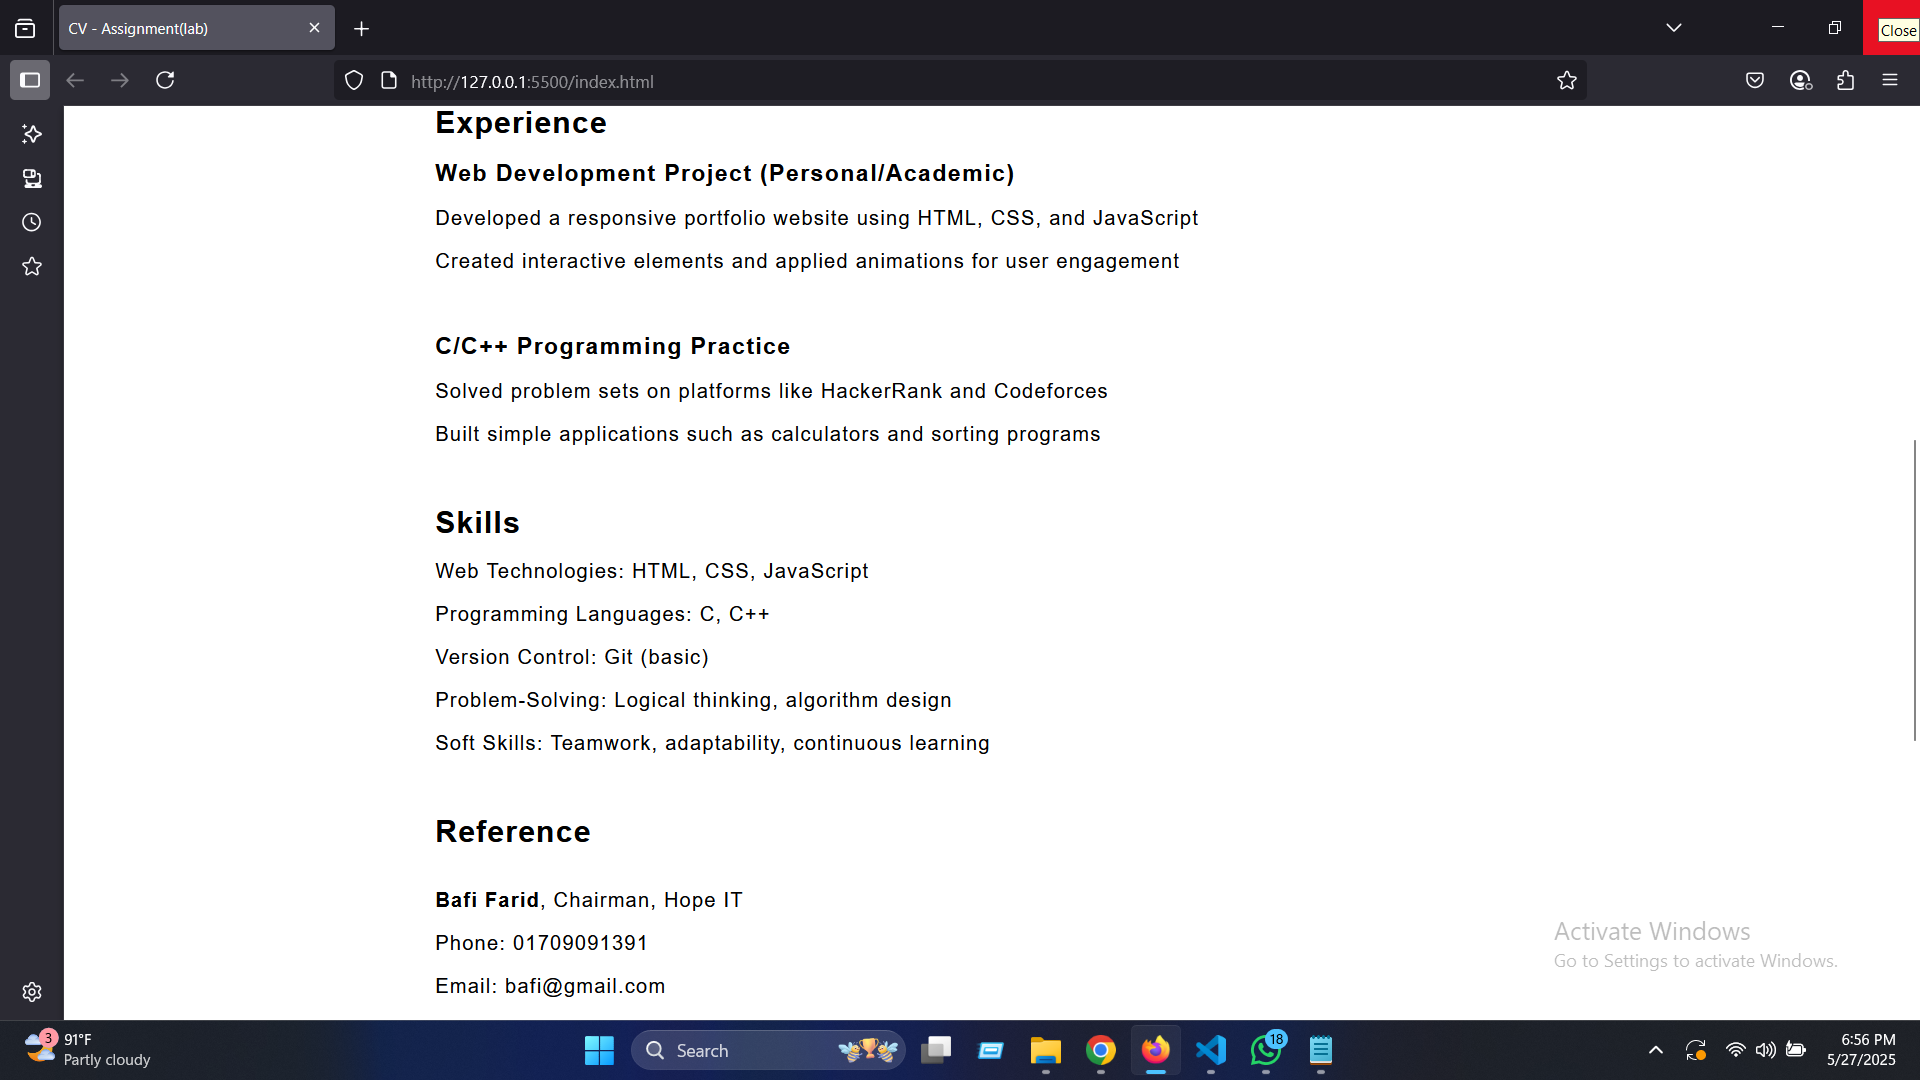 CV - Assignment(lab)
Close
http://127.0.0.1:5500/index.html
Experience
Web Development Project (Personal/Academic)
Developed a responsive portfolio website using HTML, CSS, and JavaScript
Created interactive elements and applied animations for user engagement
C/C++ Programming Practice
Solved problem sets on platforms like HackerRank and Codeforces
Built simple applications such as calculators and sorting programs
Skills
Web Technologies: HTML, CSS, JavaScript
Programming Languages: C, C++
Version Control: Git (basic)
Problem-Solving: Logical thinking, algorithm design
Soft Skills: Teamwork, adaptability, continuous learning
Reference
Bafi Farid, Chairman, Hope IT
Phone: 01709091391
Email: bafi@gmail.com
Activate Windows
Go to Settings to activate Windows.
3
91°F
Partly cloudy
Search
18
6:56 PM
5/27/2025